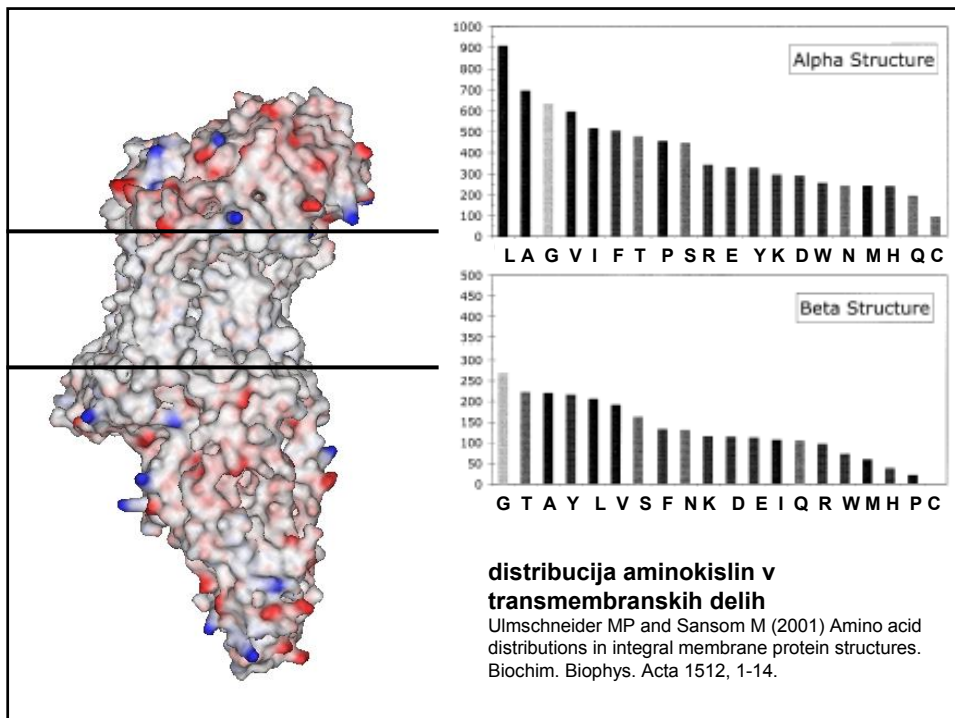 1000
900
800
700
600
500
400
300
200
100
0
Alpha Structure
L A G V I F T P S R E Y K D W N M H Q C
500
450
400
350
300
250
200
150
100
50
0
Beta Structure
G T A Y L V S F N K D E I Q R W M H P C
distribucija aminokislin v
transmembranskih delih
Ulmschneider MP and Sansom M (2001) Amino acid
distributions in integral membrane protein structures.
Biochim. Biophys. Acta 1512, 1-14.